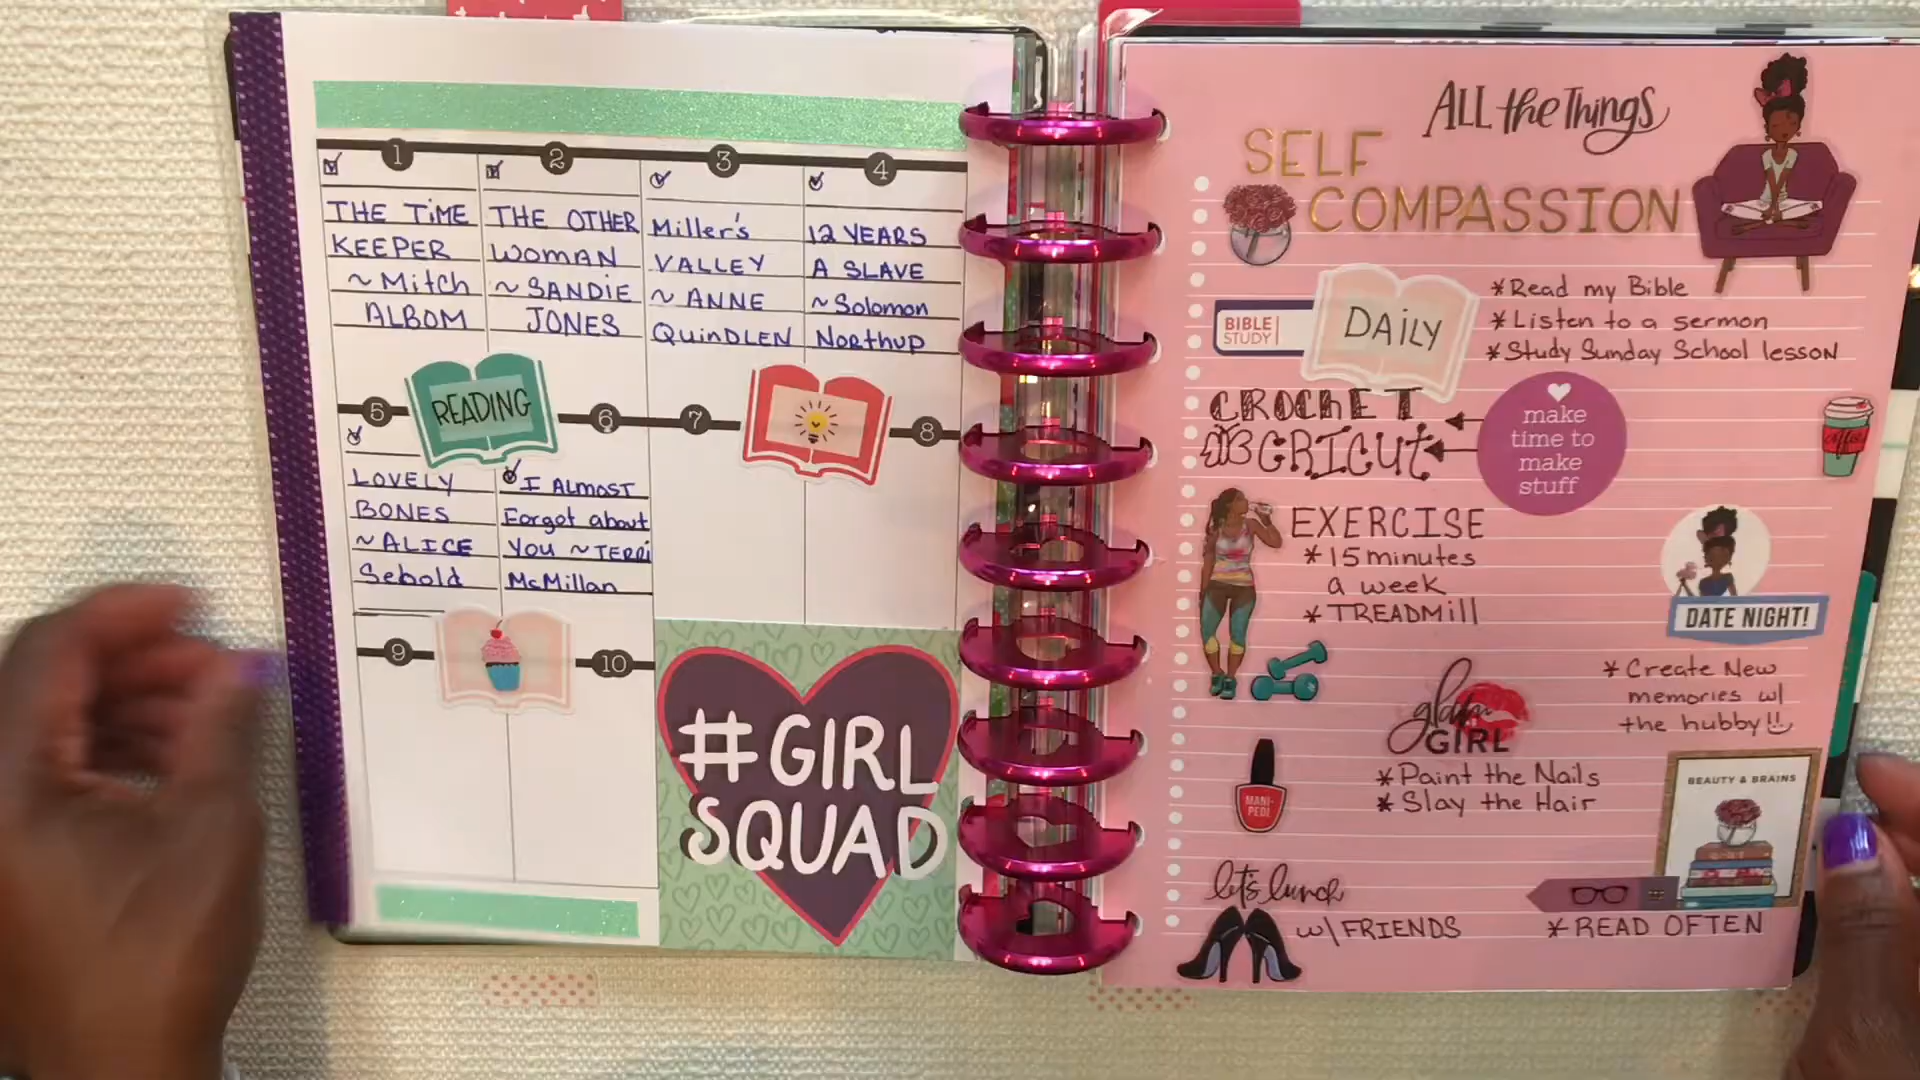 1
THE TiME
KEEPER
~Mitch
ALBOM
2
THE OTHER
WOMAN
~SANDiE
JONES
3
Miller's
VALLEY
~ANNE
QuinDLEN
4
12 YEARS
A SLAVE
~Solomon
Northup
READING
5
LOVELY
BONES
~ALICE
Sebold
6
I ALMOST
Forgot about
You ~TERRi
McMillan
7
8
9
10
#GIRL
SQUAD
ALL the Things
SELF
COMPASSION
BIBLE
STUDY
DAiLY
*Read my Bible
*Listen to a sermon
*Study Sunday School lesson
CROCHET
CRICUT
make
time to
make
stuff
coffee
EXERCISE
*15 minutes
a week
*TREADMill
DATE NIGHT!
*Create New
memories w/
the hubby
glam
GIRL
MANI-
PEDI
*Paint the Nails
*Slay the Hair
BEAUTY & BRAINS
let's lunch
w/FRIENDS
*READ OFTEN